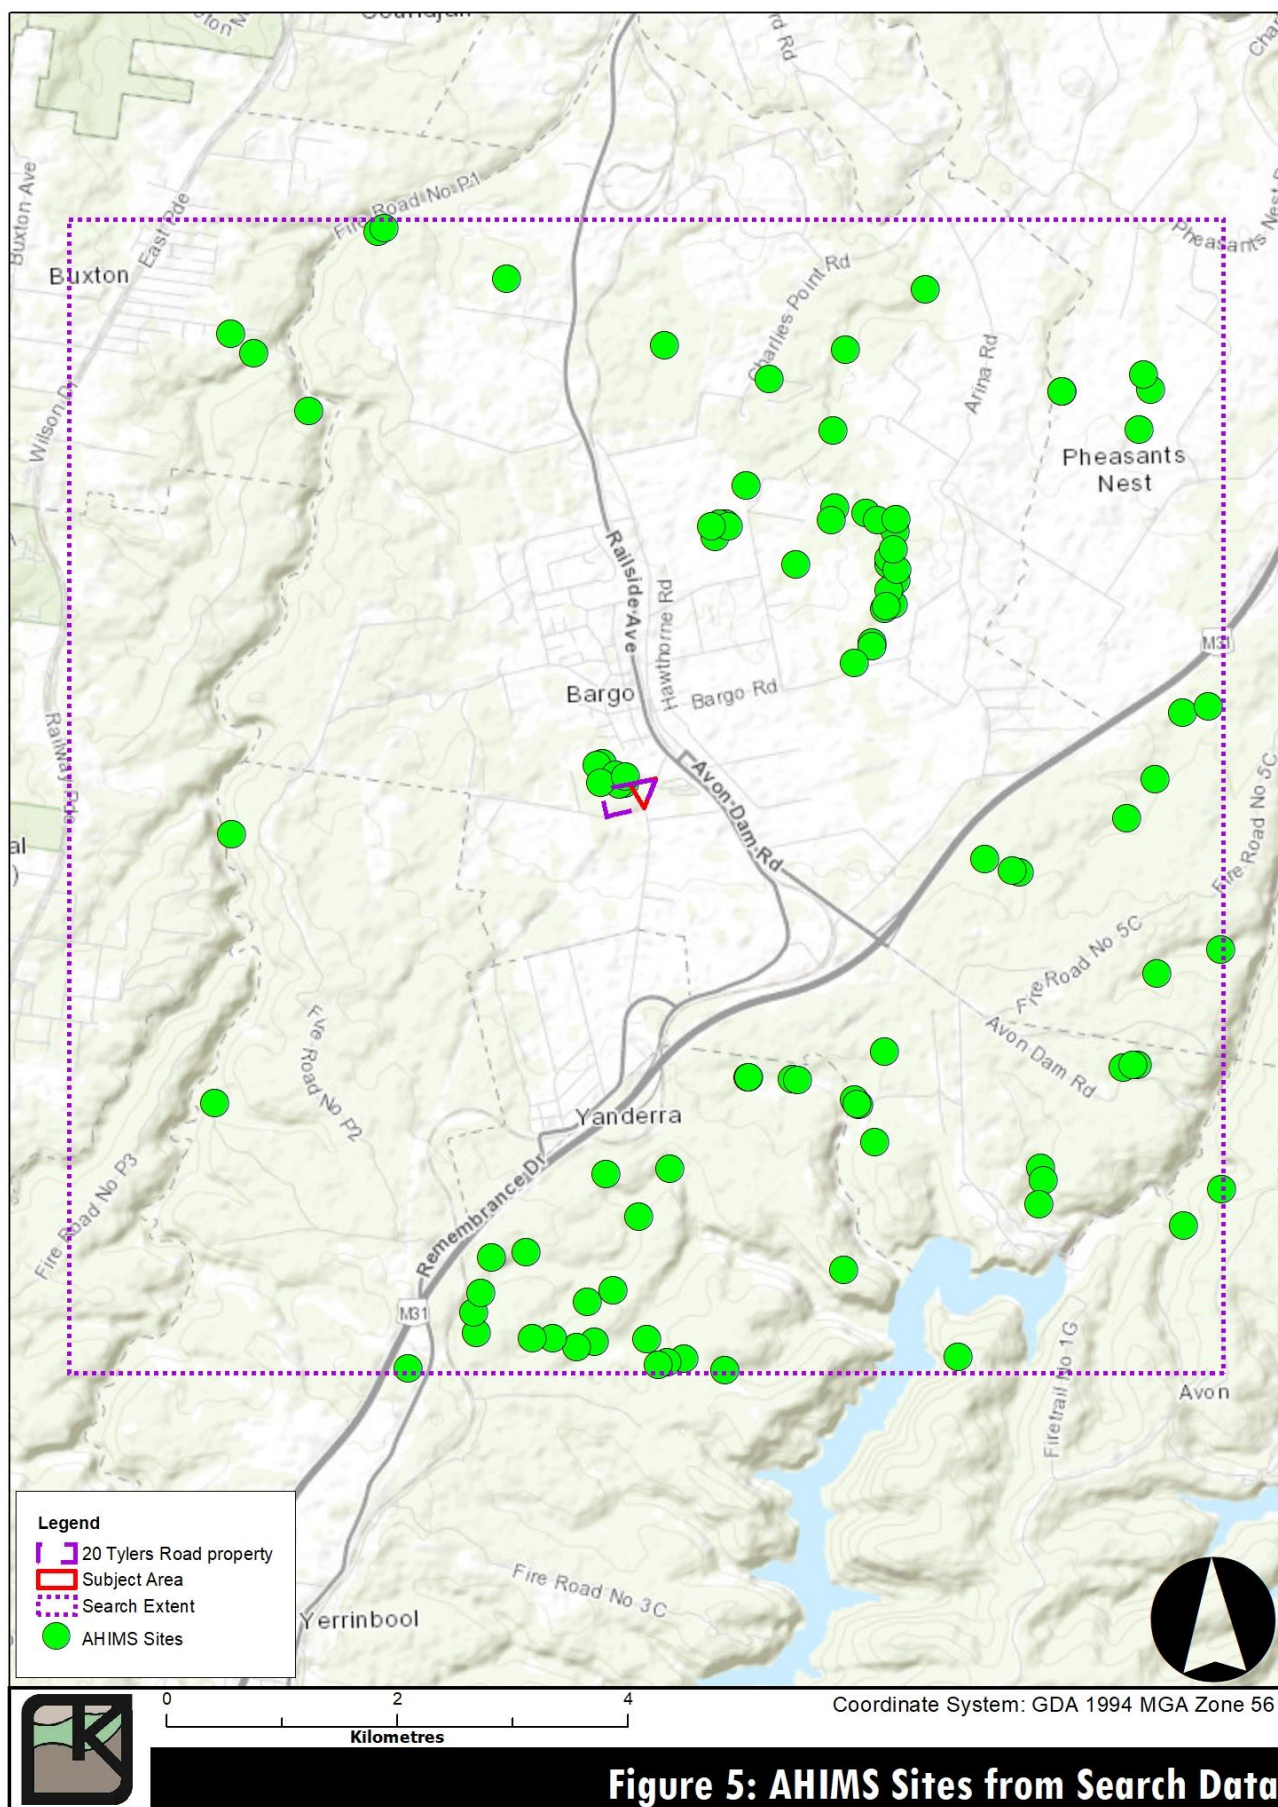 Fire Road No P1
Buxton Ave
East Pde
Buxton
Charlies Point Rd
Pheasants Nest
Arina Rd
Wilson Dr
Pheasants
Nest
Railside Ave
Hawthorne Rd
M31
Bargo
Bargo Rd
Railway Pde
Avon-Dam-Rd
Fire Road No 5C
al
)
Fire Road No 5C
Fire Road No P2
Avon Dam Rd
Yanderra
Fire Road No P3
Remembrance Dr
M31
Firetrail No 1G
Avon
Fire Road No 3C
Yerrinbool
Legend
20 Tylers Road property
Subject Area
Search Extent
AHIMS Sites
0 2 4
Kilometres
Coordinate System: GDA 1994 MGA Zone 56
K
Figure 5: AHIMS Sites from Search Data